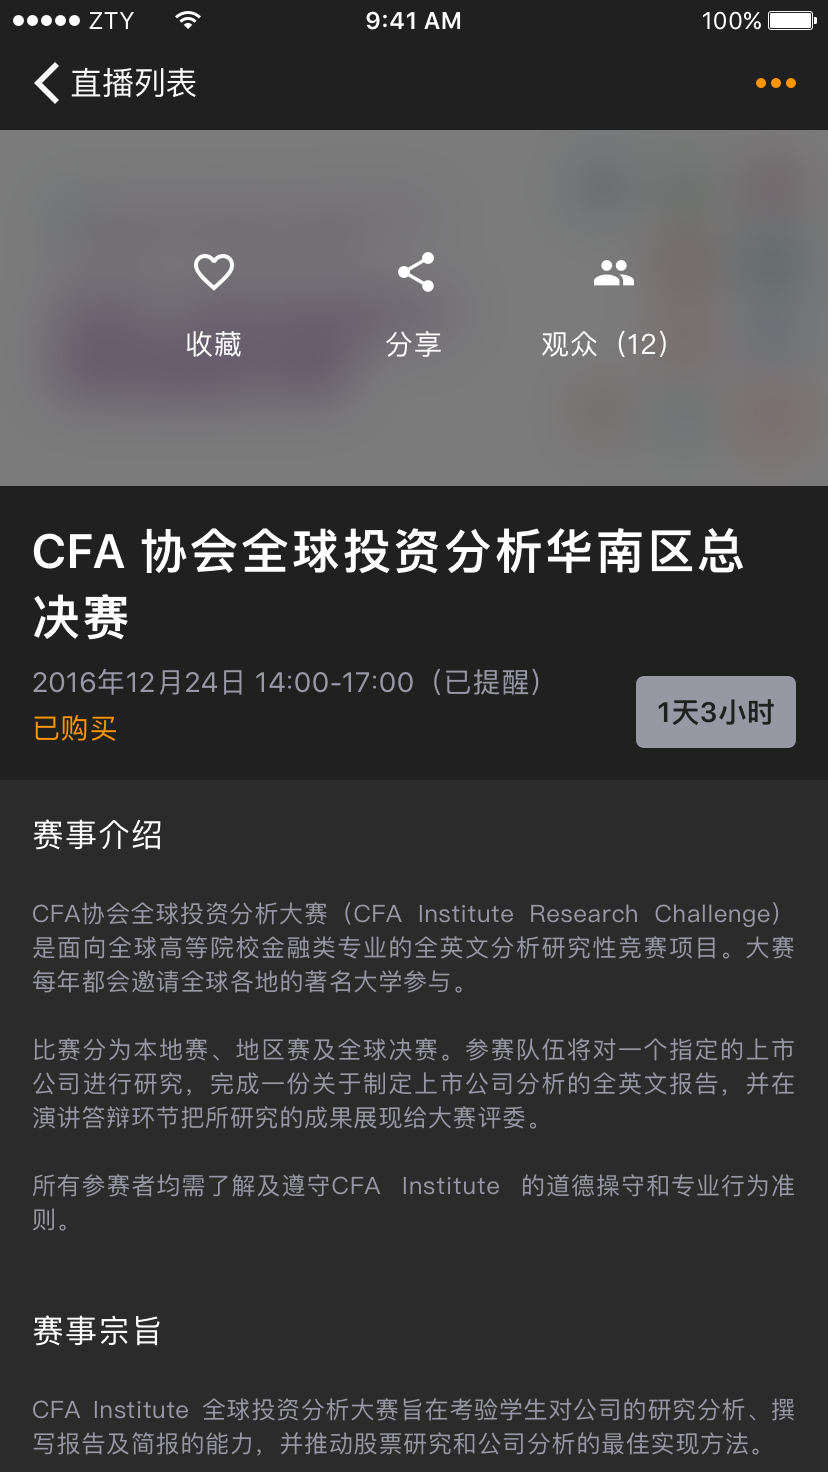 ZTY 9:41 AM 100%
直播列表
收藏 分享 观众（12）
CFA 协会全球投资分析华南区总
决赛
2016年12月24日 14:00-17:00（已提醒）
已购买
1天3小时
赛事介绍
CFA协会全球投资分析大赛（CFA Institute Research Challenge）
是面向全球高等院校金融类专业的全英文分析研究性竞赛项目。大赛
每年都会邀请全球各地的著名大学参与。
比赛分为本地赛、地区赛及全球决赛。参赛队伍将对一个指定的上市
公司进行研究，完成一份关于制定上市公司分析的全英文报告，并在
演讲答辩环节把所研究的成果展现给大赛评委。
所有参赛者均需了解及遵守CFA Institute 的道德操守和专业行为准
则。
赛事宗旨
CFA Institute 全球投资分析大赛旨在考验学生对公司的研究分析、撰
写报告及简报的能力，并推动股票研究和公司分析的最佳实现方法。